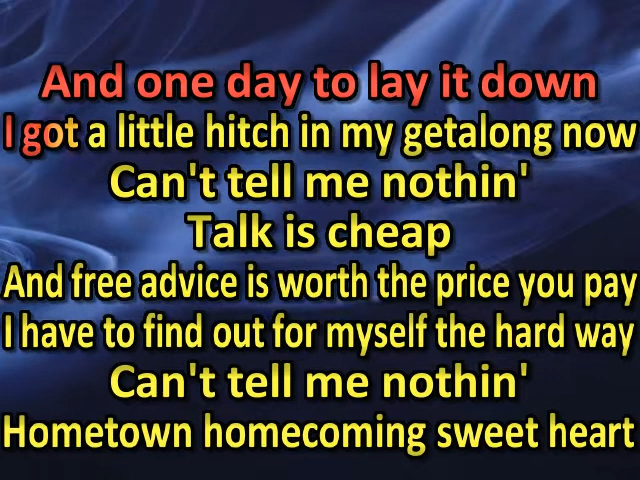 And one day to lay it down
I got a little hitch in my getalong now
Can't tell me nothin'
Talk is cheap
And free advice is worth the price you pay
I have to find out for myself the hard way
Can't tell me nothin'
Hometown homecoming sweet heart